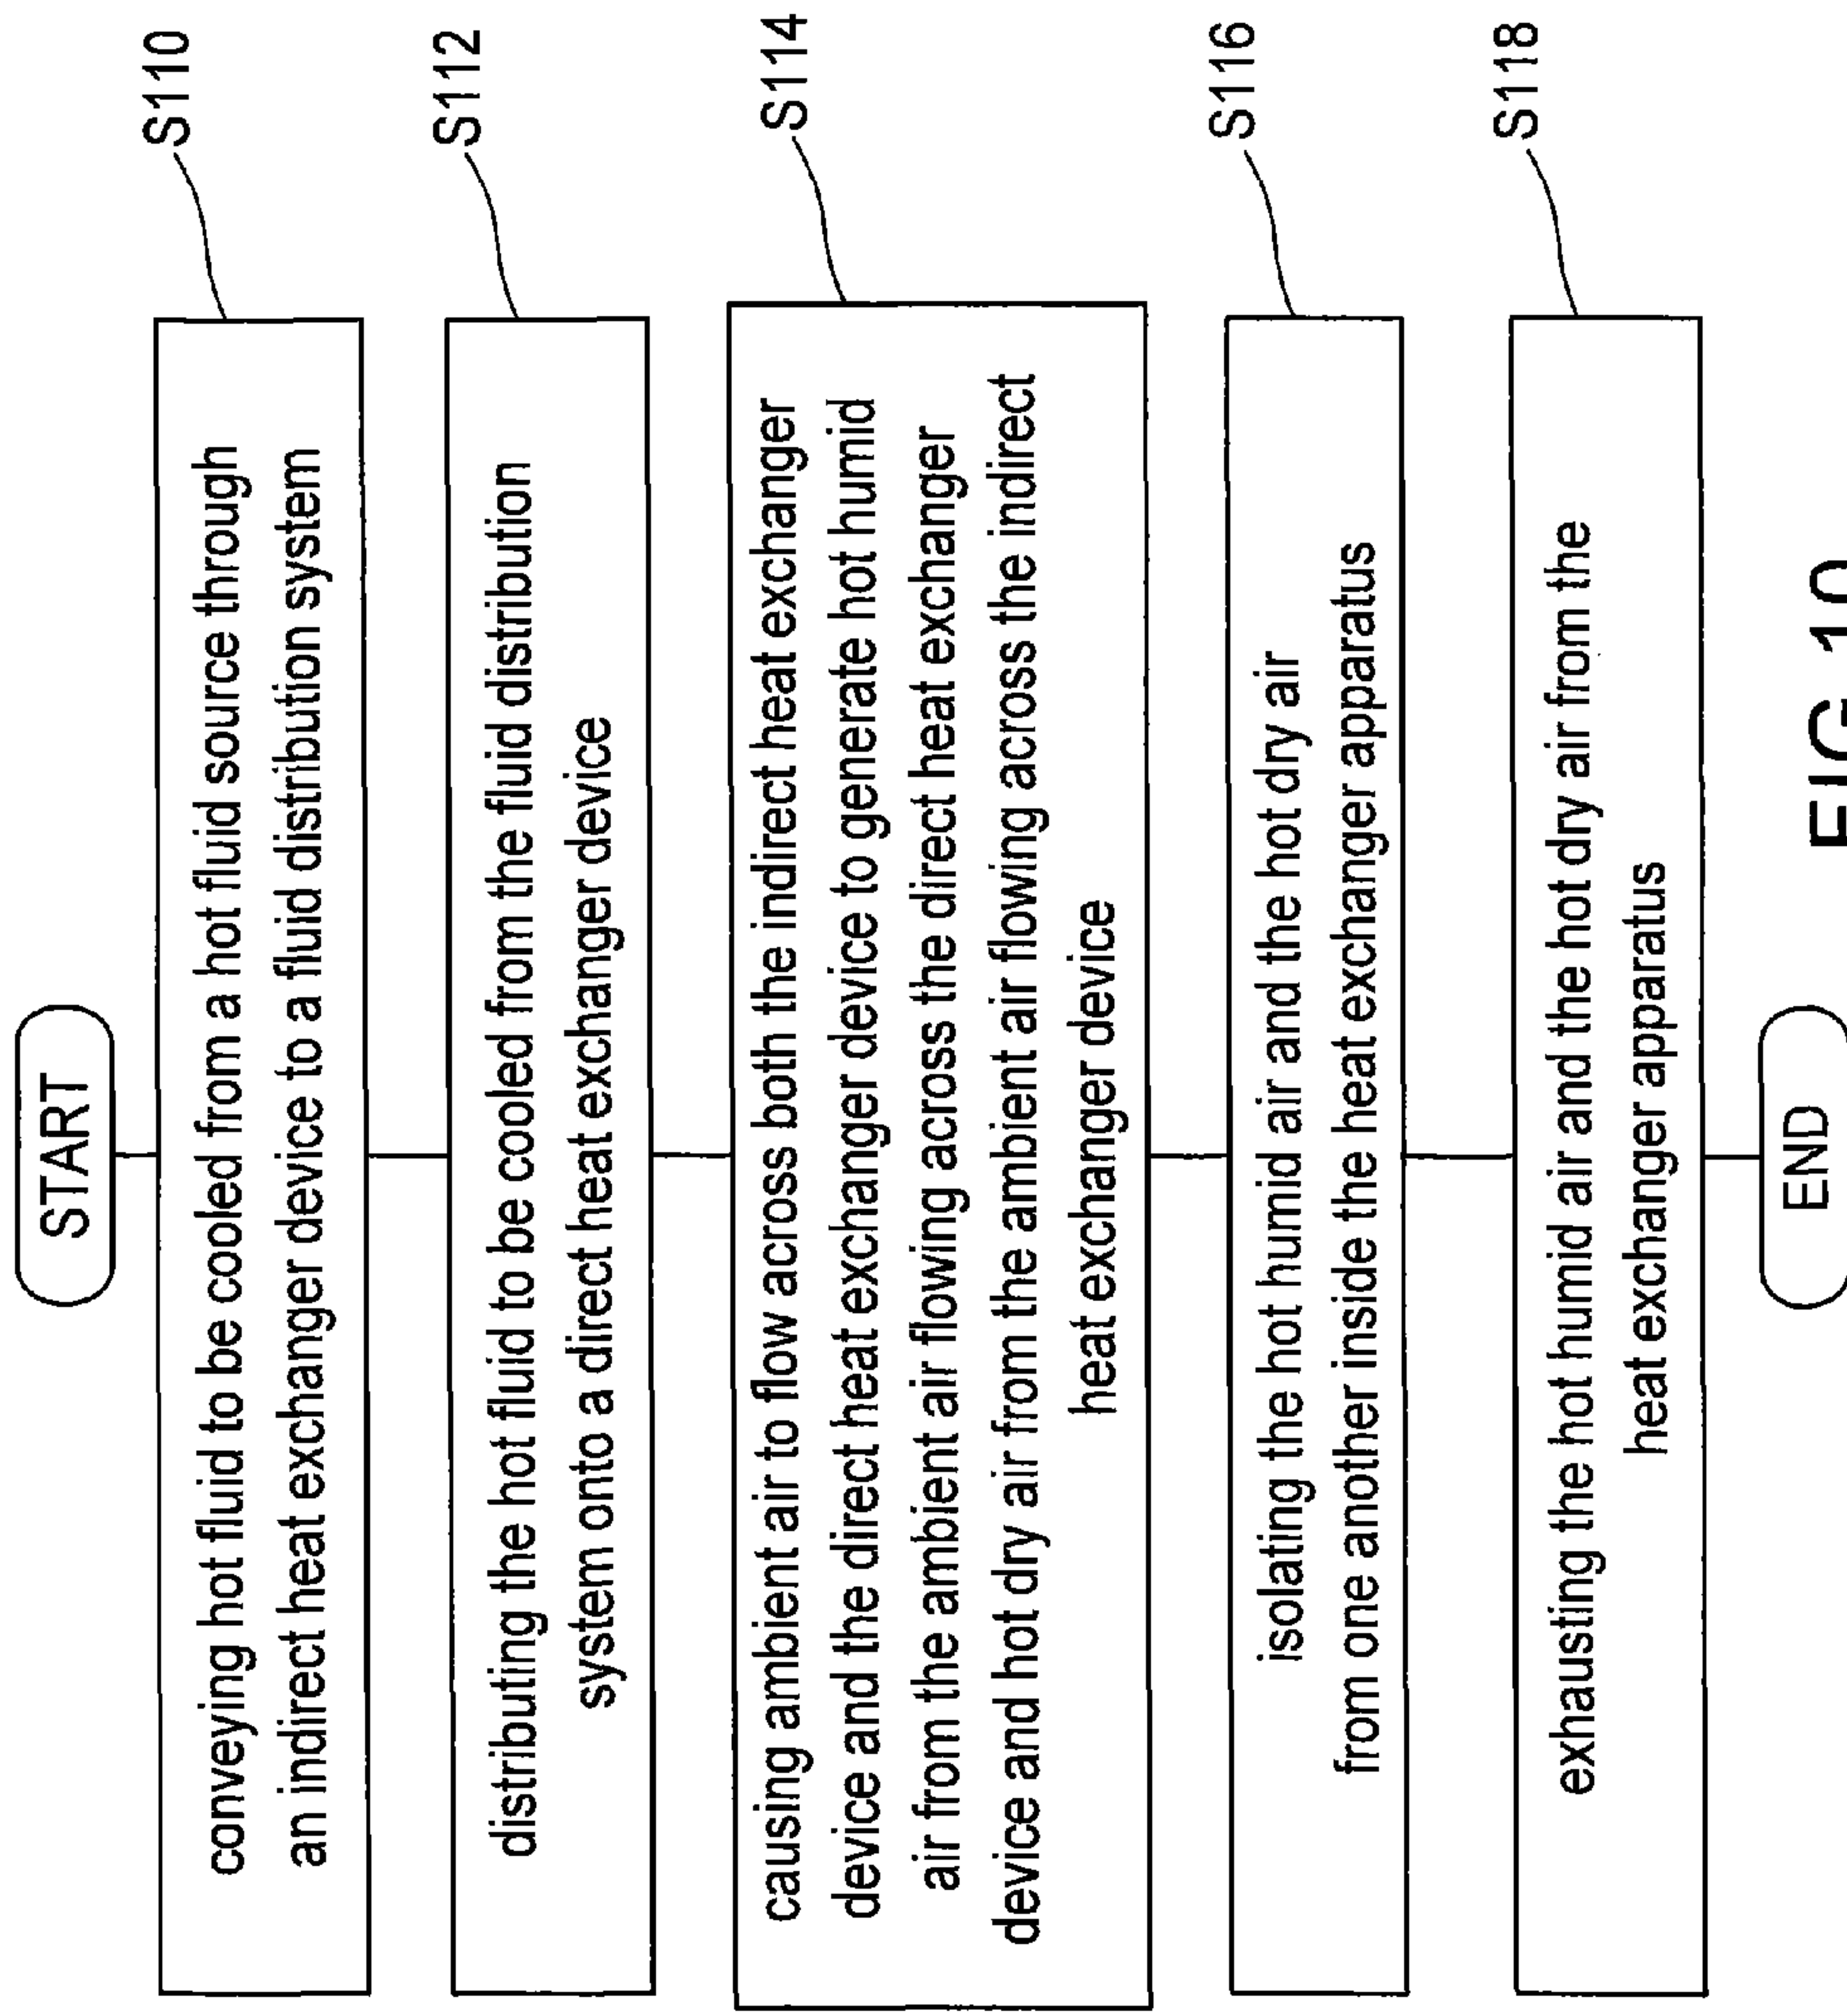 START
conveying hot fluid to be cooled from a hot fluid source through
an indirect heat exchanger device to a fluid distribution system
S110
distributing the hot fluid to be cooled from the fluid distribution
system onto a direct heat exchanger device
S112
causing ambient air to flow across both the indirect heat exchanger
device and the direct heat exchanger device to generate hot humid
air from the ambient air flowing across the direct heat exchanger
device and hot dry air from the ambient air flowing across the indirect
heat exchanger device
S114
isolating the hot humid air and the hot dry air
from one another inside the heat exchanger apparatus
S116
exhausting the hot humid air and the hot dry air from the
heat exchanger apparatus
S118
END
FIG 10